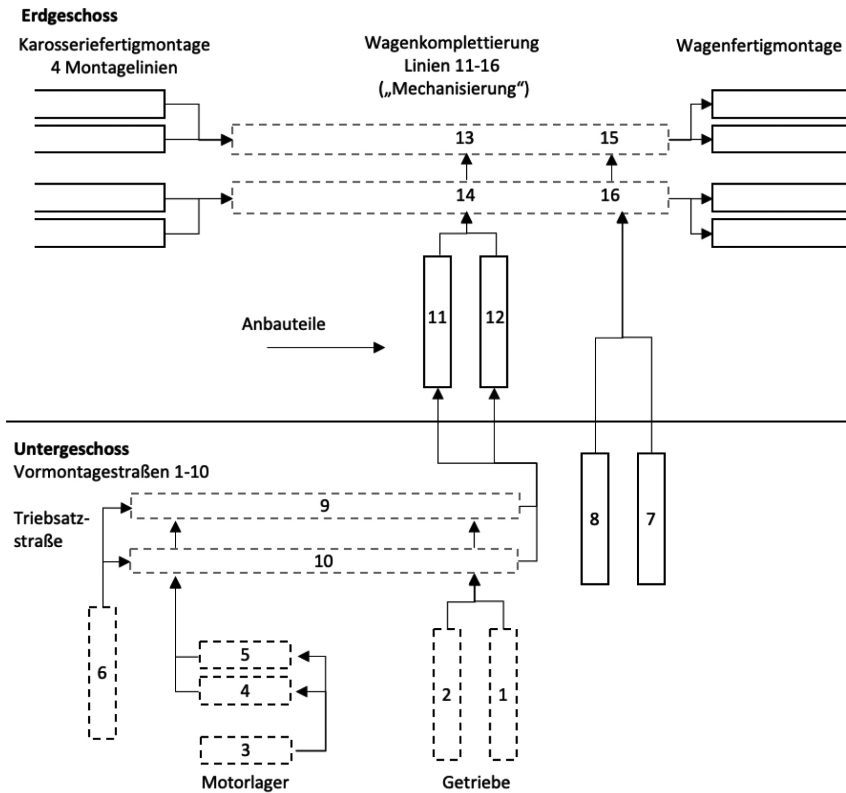 Erdgeschoss
Karosseriefertigmontage
4 Montagelinien
Wagenkomplettierung
Linien 11-16
(„Mechanisierung“)
Wagenfertigmontage
13
15
14
16
11
12
Anbauteile
Untergeschoss
Vormontagestraßen 1-10
Triebsatz-
straße
9
10
8
7
6
5
4
3
2
1
Motorlager
Getriebe